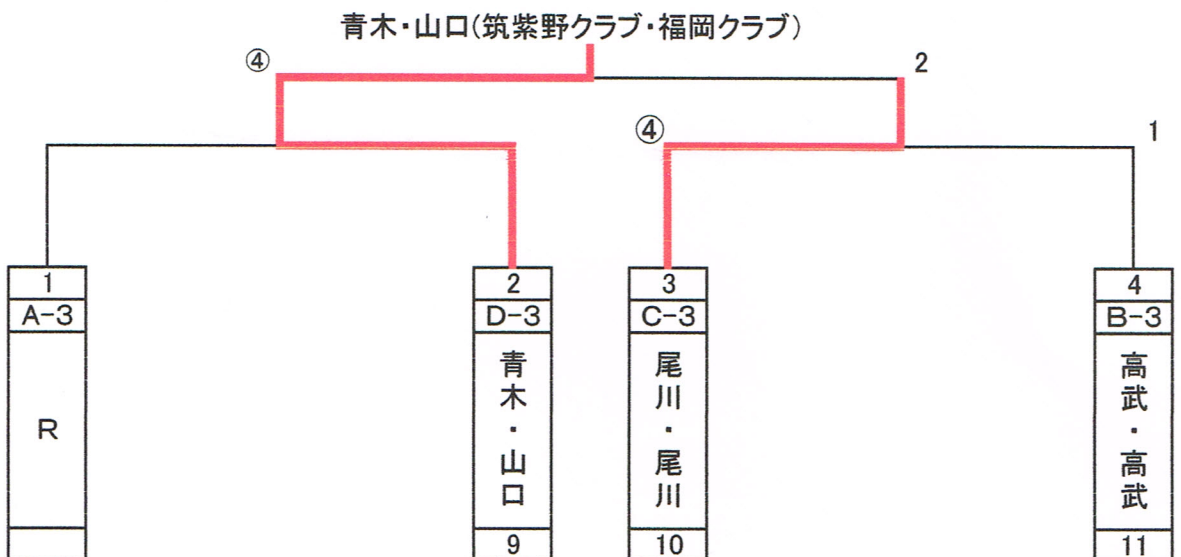 青木・山口(筑紫野クラブ・福岡クラブ)
④ 2
④ 1
1 2 3 4
A-3 D-3 C-3 B-3
R
青木・山口
尾川・尾川
高武・高武
9 10 11